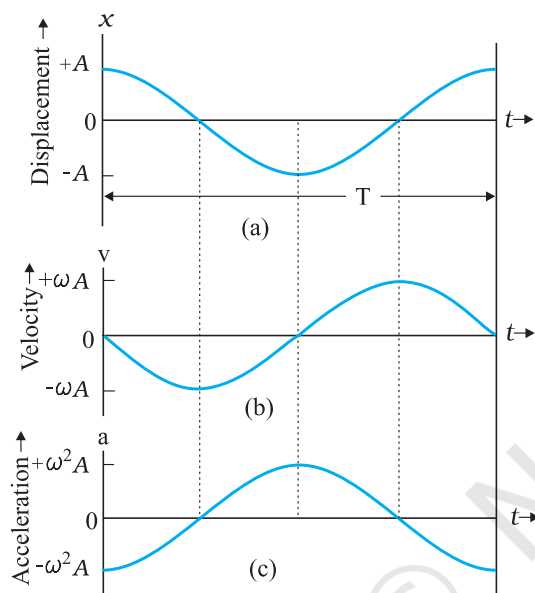 x
Displacement→
+A
0
t→
-A
T
(a)
v
Velocity→
+ωA
0
t→
-ωA
(b)
a
Acceleration→
+ω²A
0
t→
-ω²A
(c)
© N